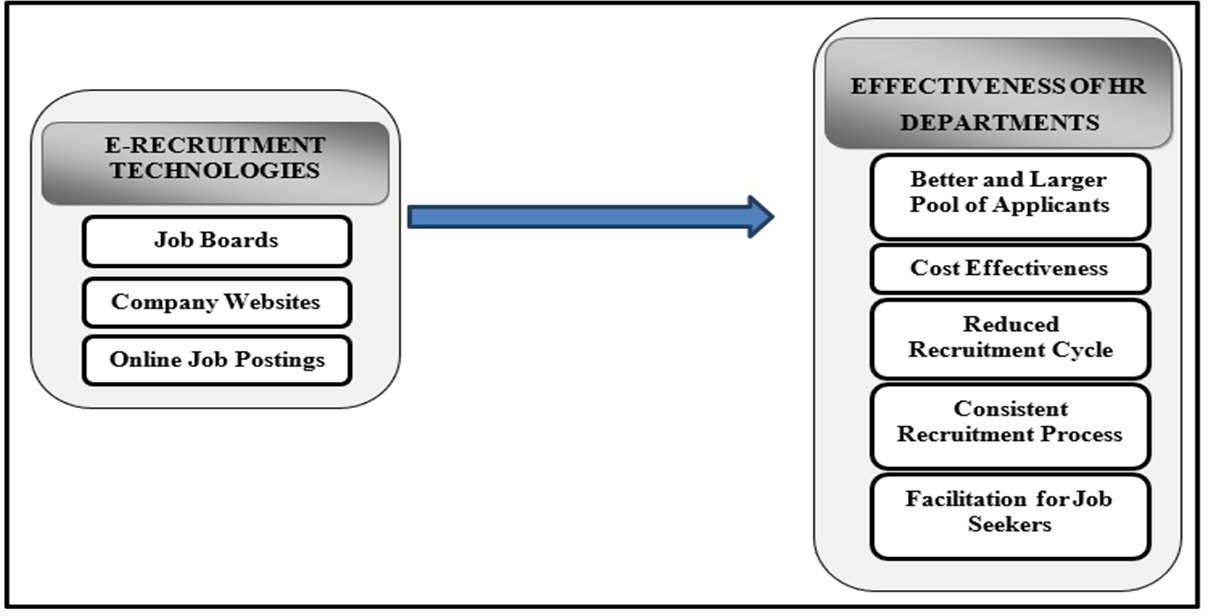 E-RECRUITMENT
TECHNOLOGIES
Job Boards
Company Websites
Online Job Postings
EFFECTIVENESS OF HR
DEPARTMENTS
Better and Larger
Pool of Applicants
Cost Effectiveness
Reduced
Recruitment Cycle
Consistent
Recruitment Process
Facilitation for Job
Seekers